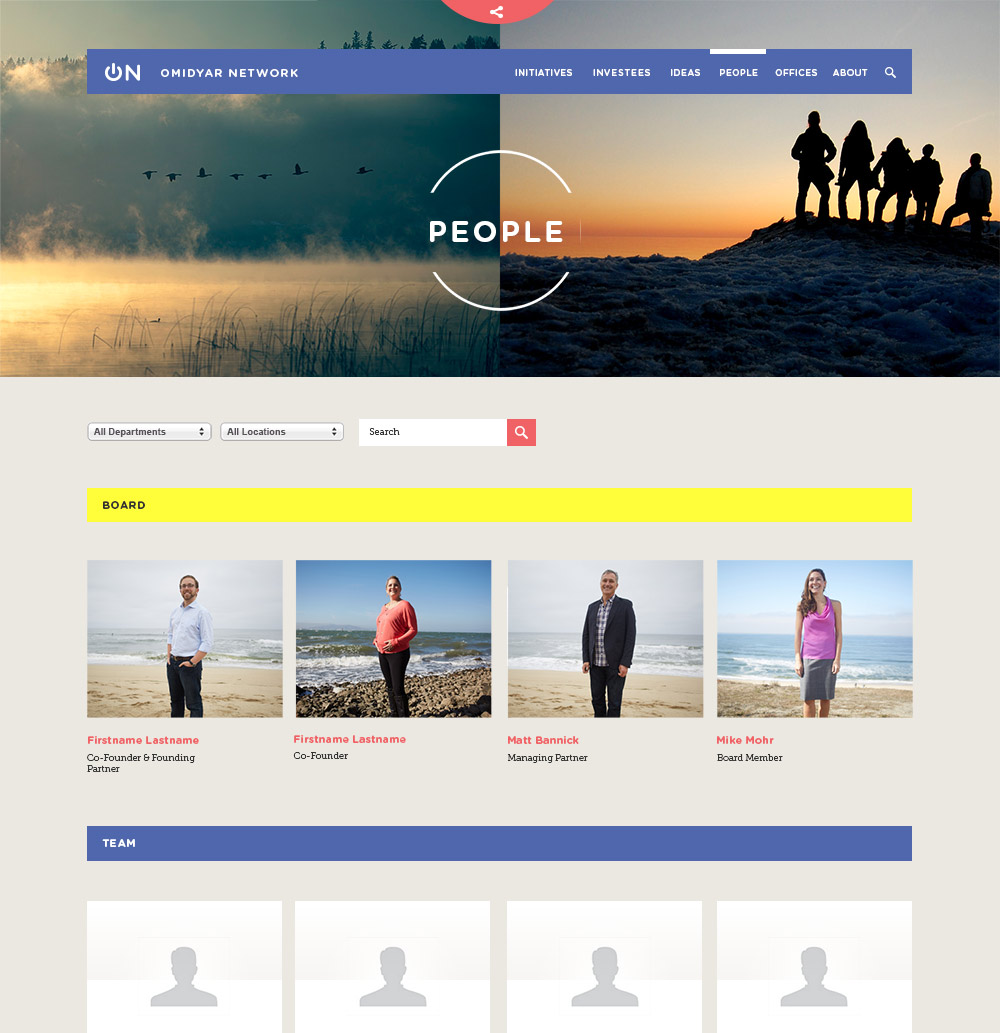 ON OMIDYAR NETWORK INITIATIVES INVESTEES IDEAS PEOPLE OFFICES ABOUT
PEOPLE
All Departments All Locations Search
BOARD
Firstname Lastname
Co-Founder & Founding
Partner
Firstname Lastname
Co-Founder
Matt Bannick
Managing Partner
Mike Mohr
Board Member
TEAM